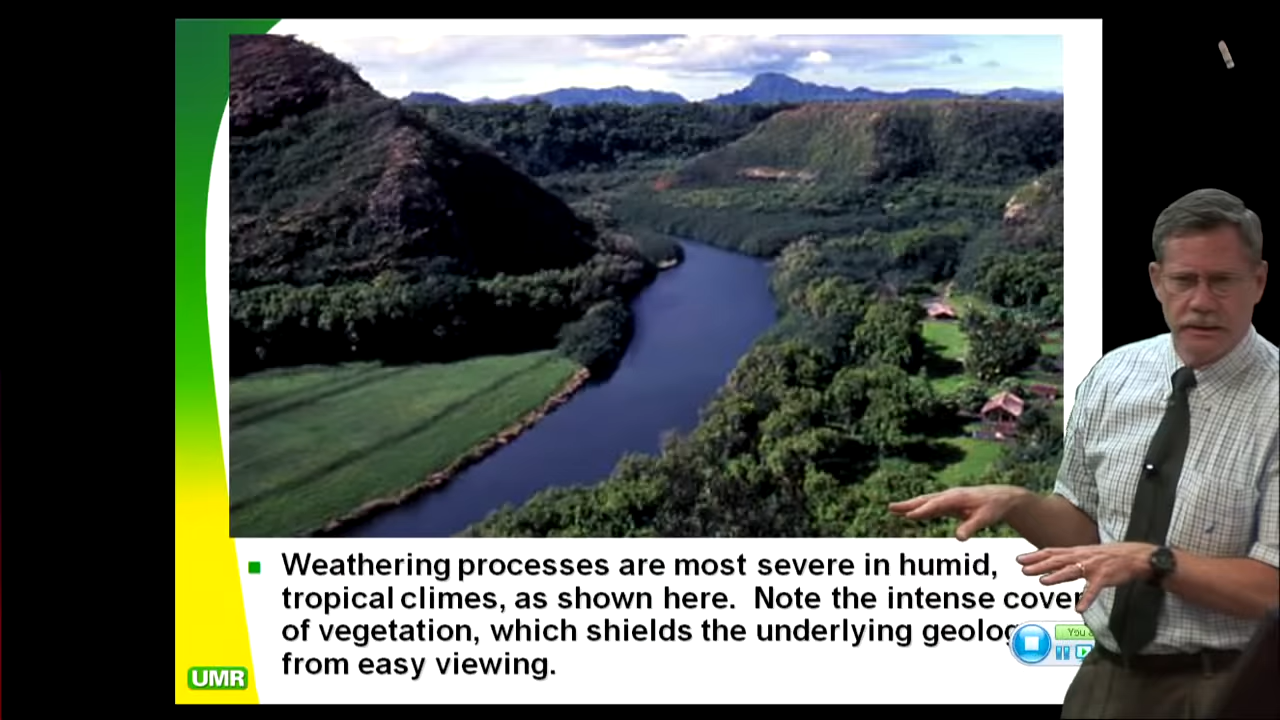 Weathering processes are most severe in humid,
tropical climes, as shown here. Note the intense cover
of vegetation, which shields the underlying
from easy viewing.
UMR
You